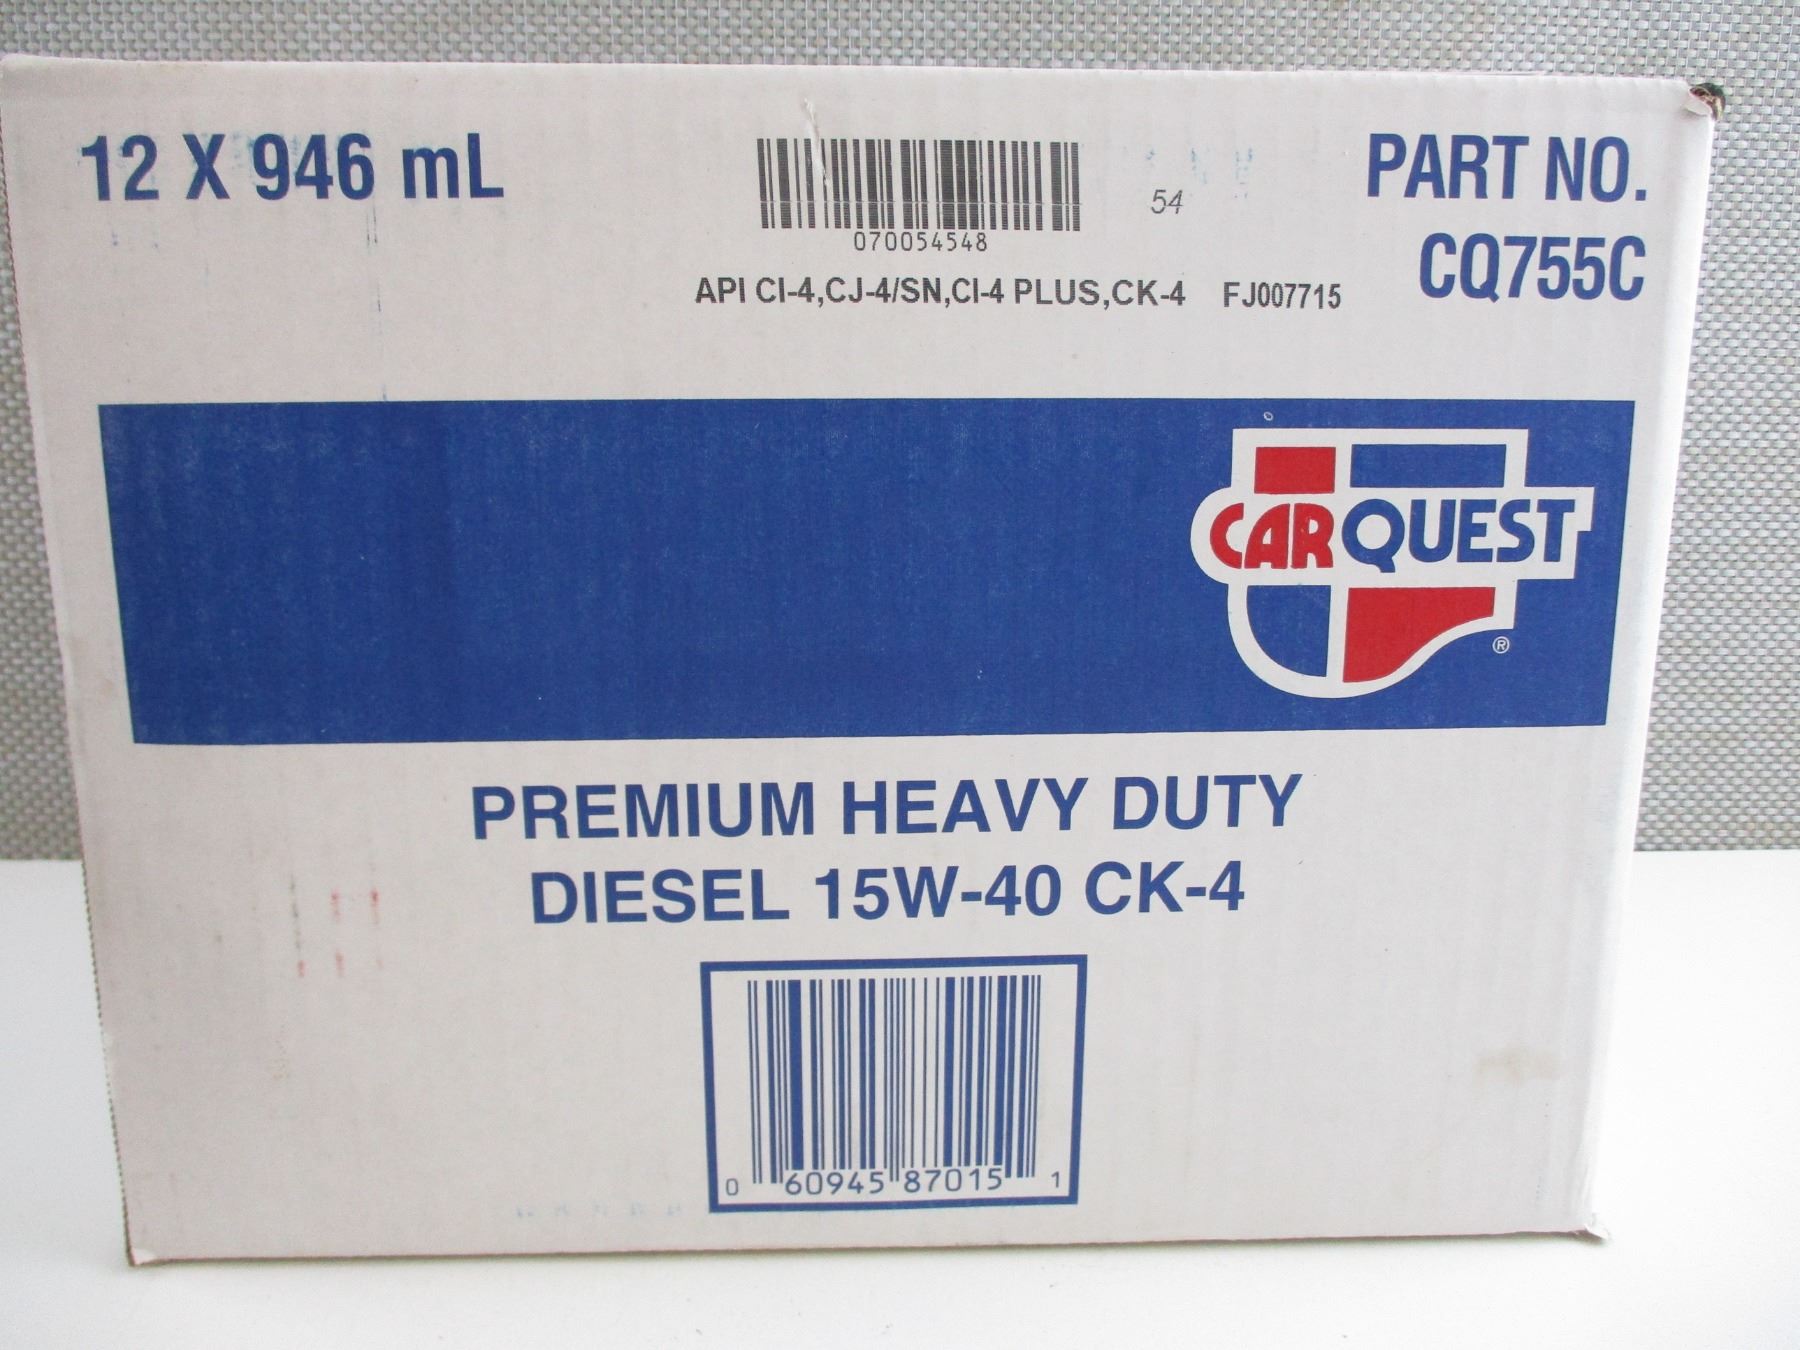 12 X 946 mL
070054548
54
PART NO.
CQ755C
API CI-4,CJ-4/SN,CI-4 PLUS,CK-4 FJ007715
CARQUEST
®
PREMIUM HEAVY DUTY
DIESEL 15W-40 CK-4
0 60945 87015 1